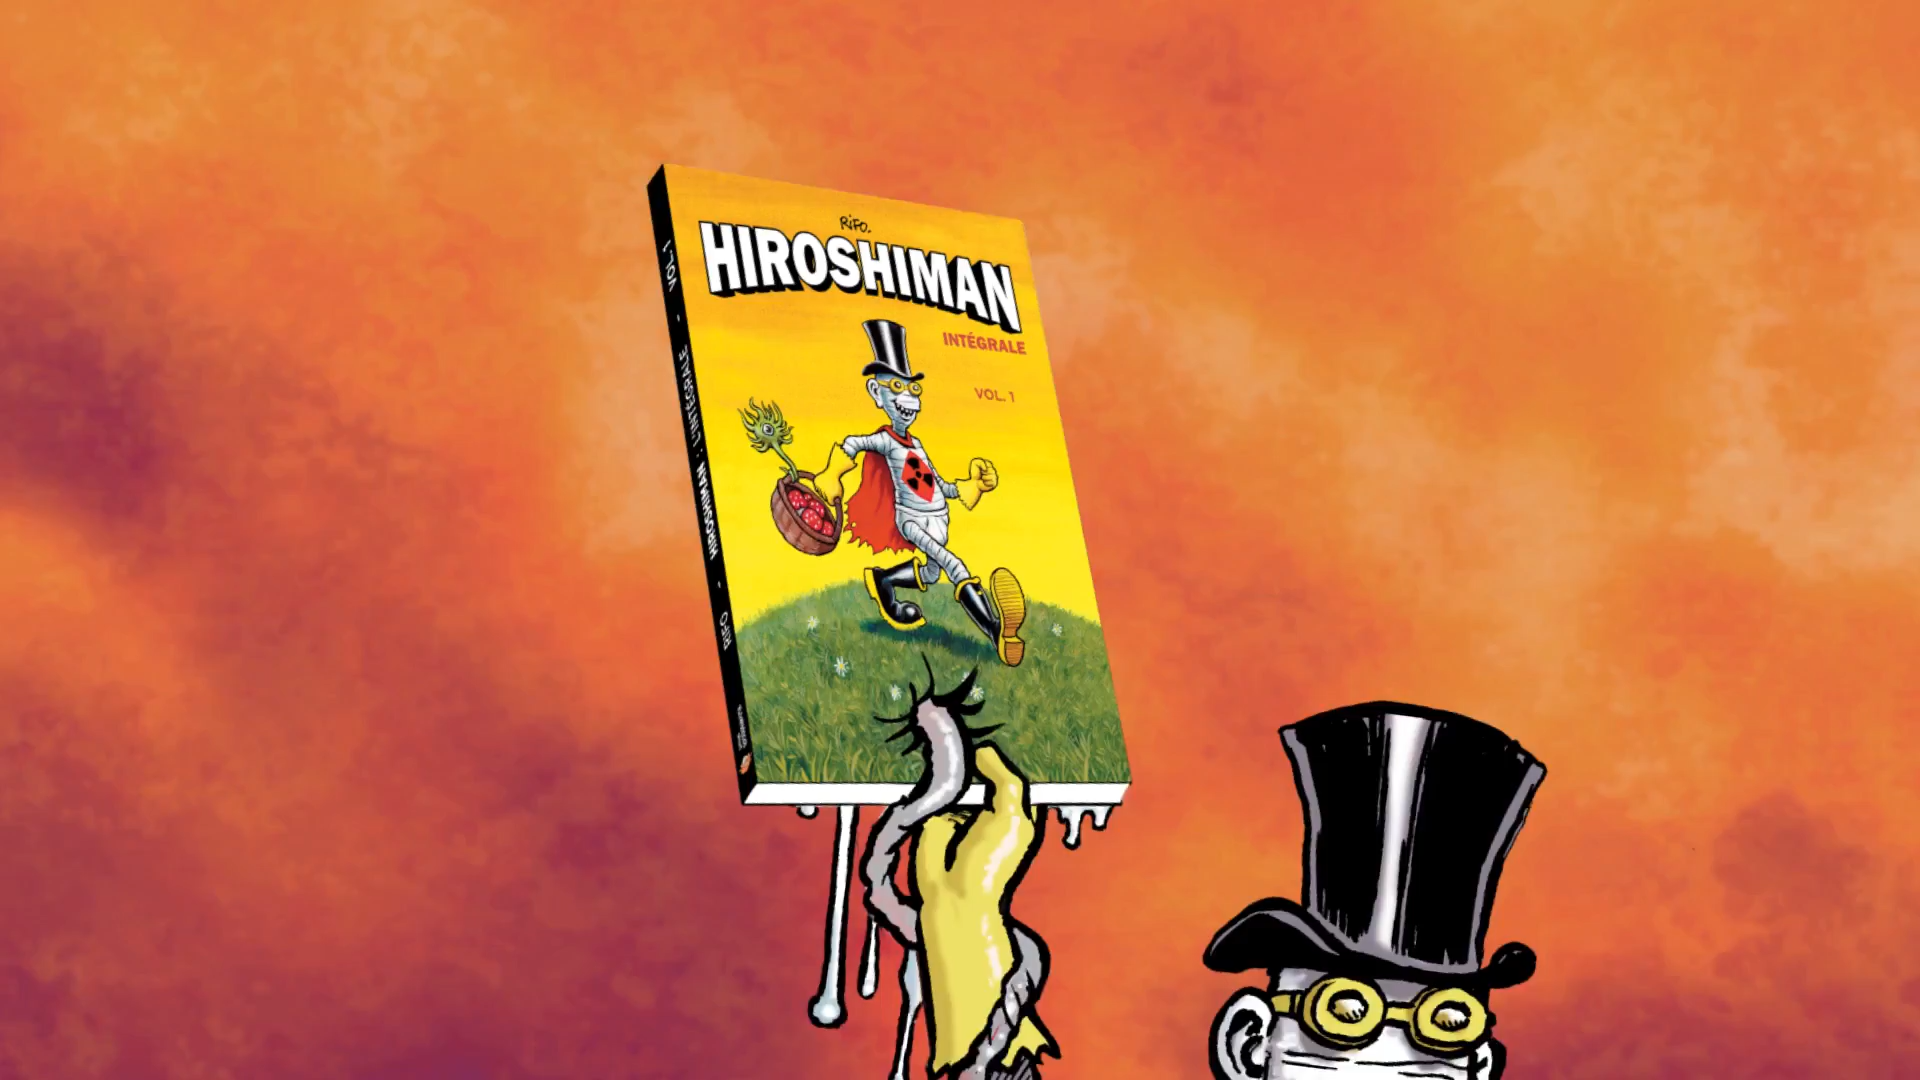 RIFO.
HIROSHIMAN
INTÉGRALE
VOL. 1
RIFO • HIROSHIMAN : L'INTÉGRALE • VOL.1